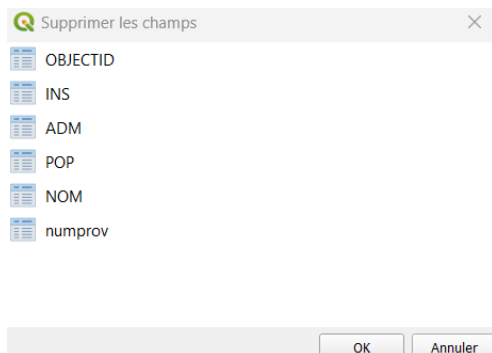 Supprimer les champs
OBJECTID
INS
ADM
POP
NOM
numprov
OK Annuler